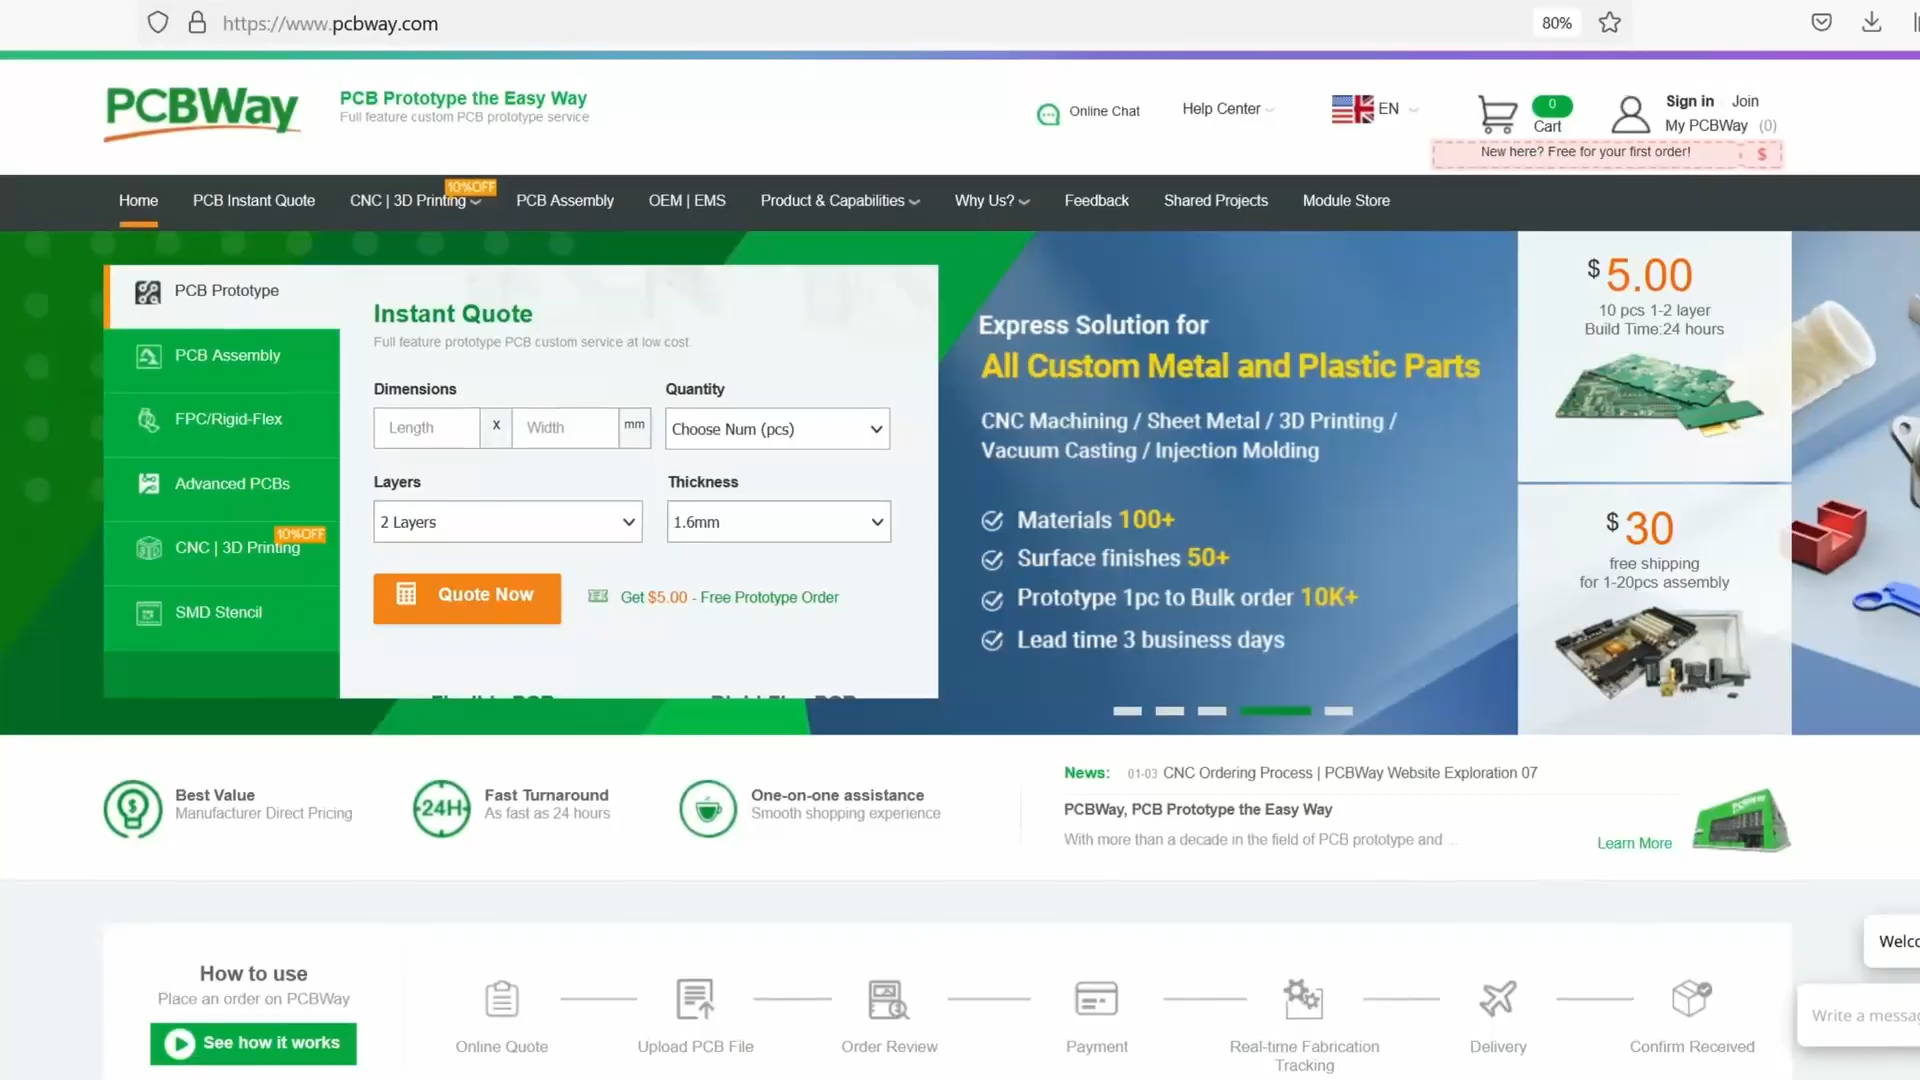 https://www.pcbway.com
80%
PCBWay
PCB Prototype the Easy Way
Full feature custom PCB prototype service
Online Chat
Help Center
EN
0
Cart
Sign in Join
My PCBWay (0)
New here? Free for your first order! $
Home
PCB Instant Quote
CNC | 3D Printing
10%OFF
PCB Assembly
OEM | EMS
Product & Capabilities
Why Us?
Feedback
Shared Projects
Module Store
PCB Prototype
PCB Assembly
FPC/Rigid-Flex
Advanced PCBs
10%OFF
CNC | 3D Printing
SMD Stencil
Instant Quote
Full feature prototype PCB custom service at low cost.
Dimensions
Quantity
Length x Width mm
Choose Num (pcs)
Layers
Thickness
2 Layers
1.6mm
Quote Now
Get $5.00 - Free Prototype Order
Express Solution for
All Custom Metal and Plastic Parts
CNC Machining / Sheet Metal / 3D Printing /
Vacuum Casting / Injection Molding
Materials 100+
Surface finishes 50+
Prototype 1pc to Bulk order 10K+
Lead time 3 business days
$ 5.00
10 pcs 1-2 layer
Build Time:24 hours
$ 30
free shipping
for 1-20pcs assembly
Best Value
Manufacturer Direct Pricing
24H
Fast Turnaround
As fast as 24 hours
One-on-one assistance
Smooth shopping experience
News: 01-03 CNC Ordering Process | PCBWay Website Exploration 07
PCBWay, PCB Prototype the Easy Way
With more than a decade in the field of PCB prototype and ...
Learn More
How to use
Place an order on PCBWay
See how it works
Online Quote
Upload PCB File
Order Review
Payment
Real-time Fabrication
Tracking
Delivery
Confirm Received
Welco
Write a messag